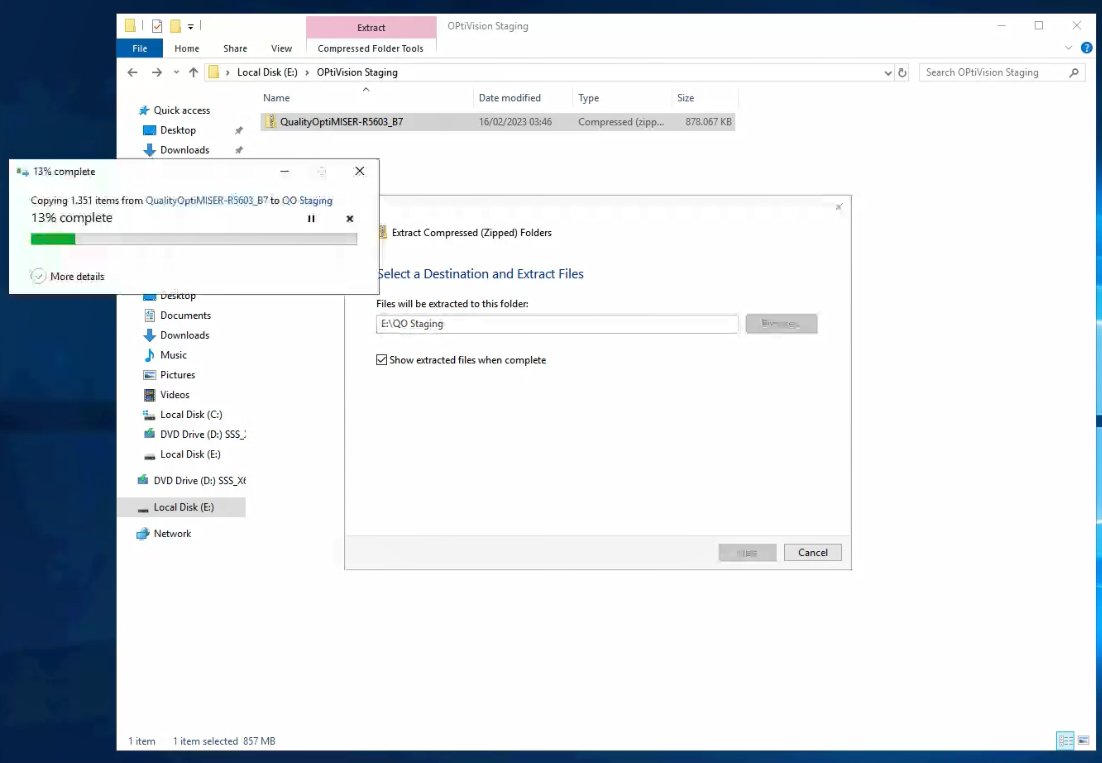 Extract
OPtiVision Staging
File
Home
Share
View
Compressed Folder Tools
Local Disk (E:) › OPtiVision Staging
Search OPtiVision Staging
Name
Date modified
Type
Size
QualityOptiMISER-R5603_B7
16/02/2023 03:46
Compressed (zipp...
878.067 KB
Quick access
Desktop
Downloads
13% complete
Copying 1,351 items from QualityOptiMISER-R5603_B7 to QO Staging
13% complete
More details
Extract Compressed (Zipped) Folders
Select a Destination and Extract Files
Files will be extracted to this folder:
E:\QO Staging
Show extracted files when complete
Cancel
Desktop
Documents
Downloads
Music
Pictures
Videos
Local Disk (C:)
DVD Drive (D:) SSS_X
Local Disk (E:)
DVD Drive (D:) SSS_X6
Local Disk (E:)
Network
1 item
1 item selected 857 MB